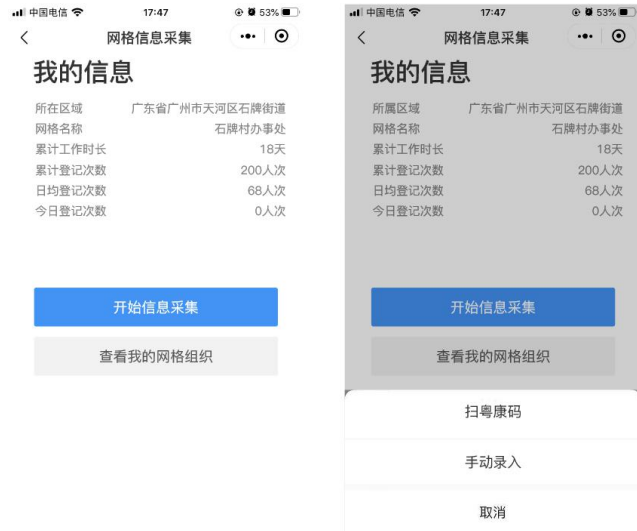 中国电信 17:47 53%
网格信息采集
我的信息
所在区域 广东省广州市天河区石牌街道
网格名称 石牌村办事处
累计工作时长 18天
累计登记次数 200人次
日均登记次数 68人次
今日登记次数 0人次
开始信息采集
查看我的网格组织
中国电信 17:47 53%
网格信息采集
我的信息
所属区域 广东省广州市天河区石牌街道
网格名称 石牌村办事处
累计工作时长 18天
累计登记次数 200人次
日均登记次数 68人次
今日登记次数 0人次
开始信息采集
查看我的网格组织
扫粤康码
手动录入
取消